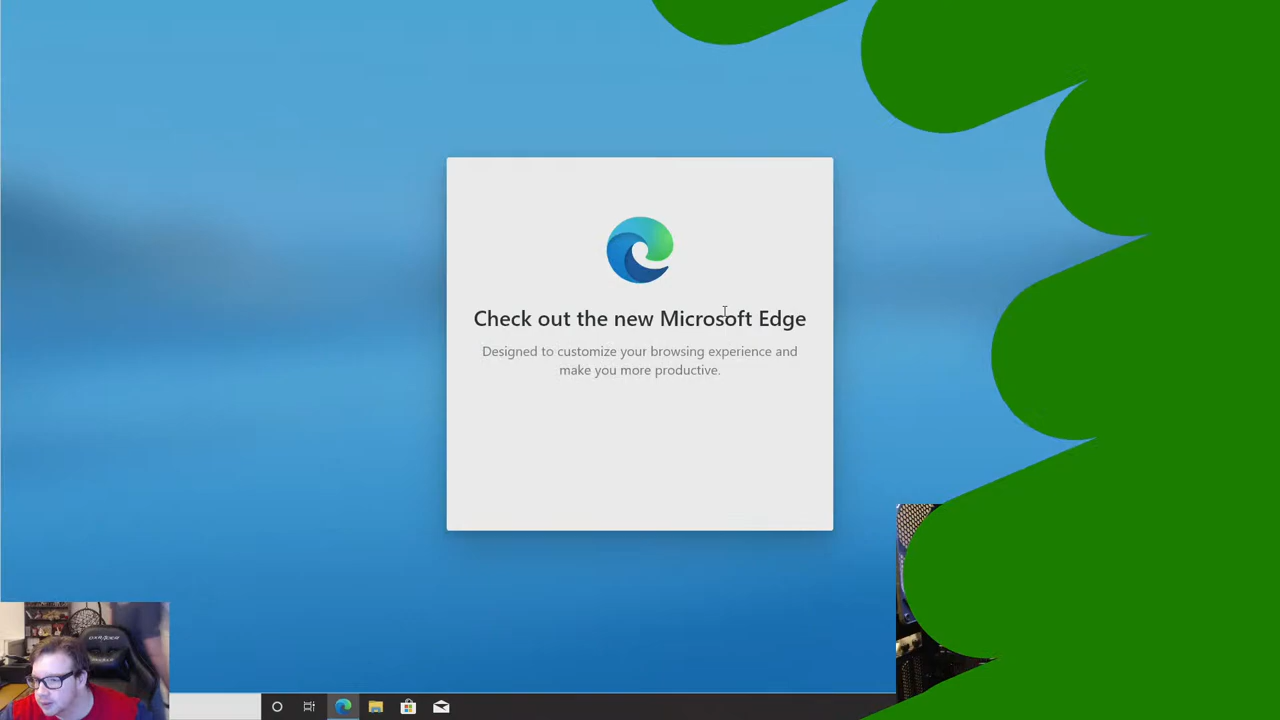 Check out the new Microsoft Edge
Designed to customize your browsing experience and
make you more productive.